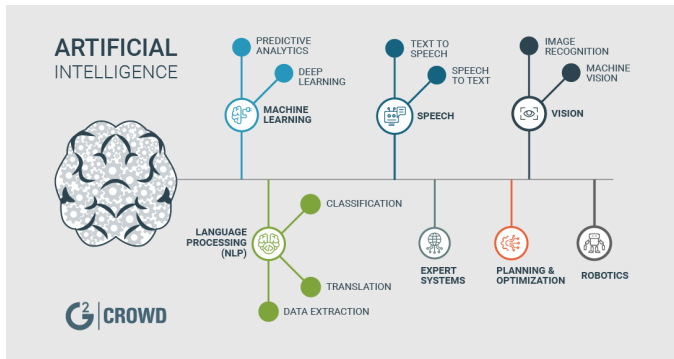 ARTIFICIAL
INTELLIGENCE
PREDICTIVE
ANALYTICS
DEEP
LEARNING
MACHINE
LEARNING
TEXT TO
SPEECH
SPEECH
TO TEXT
SPEECH
IMAGE
RECOGNITION
MACHINE
VISION
VISION
LANGUAGE
PROCESSING
(NLP)
CLASSIFICATION
TRANSLATION
DATA EXTRACTION
EXPERT
SYSTEMS
PLANNING &
OPTIMIZATION
ROBOTICS
G2 | CROWD